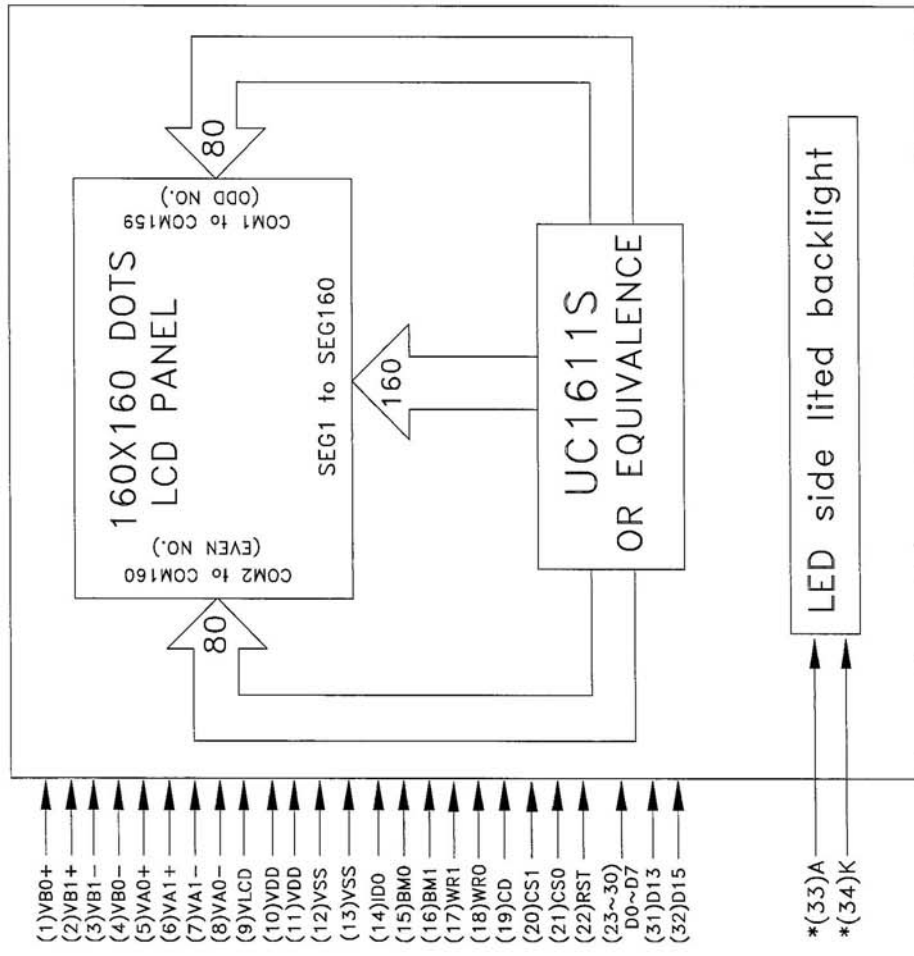 160X160 DOTS
LCD PANEL
COM1 to COM159
(ODD NO.)
COM2 to COM160
(EVEN NO.)
SEG1 to SEG160
80
160
80
UC1611S
OR EQUIVALENCE
LED side lited backlight
(1)VB0+
(2)VB1+
(3)VB1-
(4)VB0-
(5)VA0+
(6)VA1+
(7)VA1-
(8)VA0-
(9)VLCD
(10)VDD
(11)VDD
(12)VSS
(13)VSS
(14)ID0
(15)BM0
(16)BM1
(17)WR1
(18)WR0
(19)CD
(20)CS1
(21)CS0
(22)RST
(23~30)
D0~D7
(31)D13
(32)D15
*(33)A
*(34)K